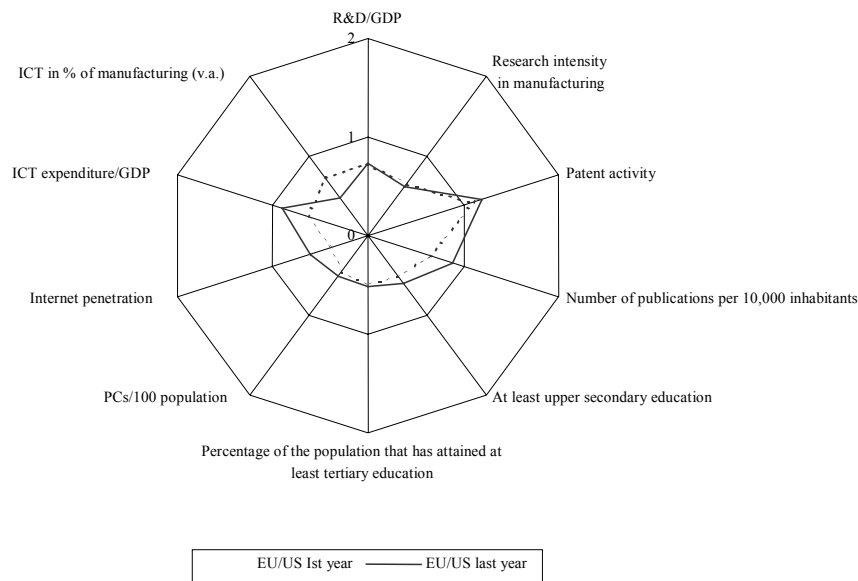 R&D/GDP
2
Research intensity
in manufacturing
ICT in % of manufacturing (v.a.)
1
ICT expenditure/GDP
Patent activity
0
Internet penetration
Number of publications per 10,000 inhabitants
PCs/100 population
At least upper secondary education
Percentage of the population that has attained at
least tertiary education
EU/US Ist year
EU/US last year